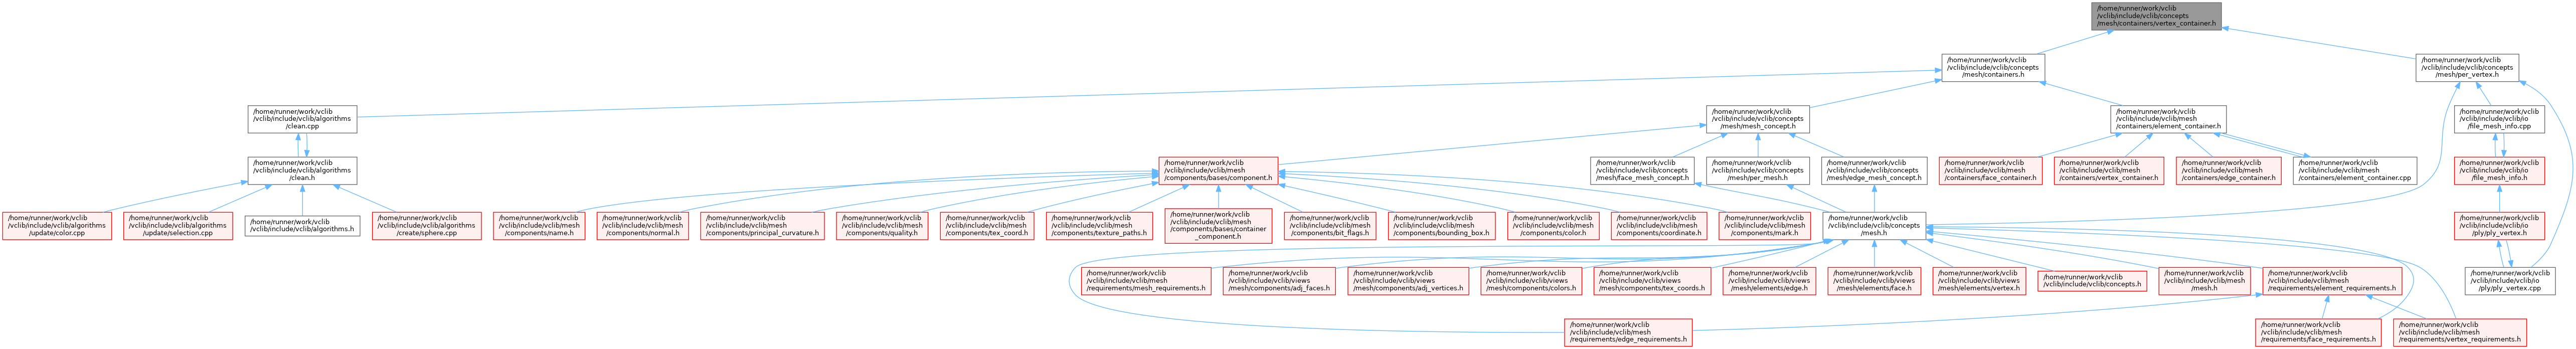 /home/runner/work/vclib
/vclib/include/vclib/concepts
/mesh/containers/vertex_container.h
/home/runner/work/vclib
/vclib/include/vclib/concepts
/mesh/containers.h
/home/runner/work/vclib
/vclib/include/vclib/concepts
/mesh/per_vertex.h
/home/runner/work/vclib
/vclib/include/vclib/algorithms
/clean.cpp
/home/runner/work/vclib
/vclib/include/vclib/concepts
/mesh/mesh_concept.h
/home/runner/work/vclib
/vclib/include/vclib/mesh
/containers/element_container.h
/home/runner/work/vclib
/vclib/include/vclib/io
/file_mesh_info.cpp
/home/runner/work/vclib
/vclib/include/vclib/algorithms
/clean.h
/home/runner/work/vclib
/vclib/include/vclib/mesh
/components/bases/component.h
/home/runner/work/vclib
/vclib/include/vclib/concepts
/mesh/face_mesh_concept.h
/home/runner/work/vclib
/vclib/include/vclib/concepts
/mesh/per_mesh.h
/home/runner/work/vclib
/vclib/include/vclib/concepts
/mesh/edge_mesh_concept.h
/home/runner/work/vclib
/vclib/include/vclib/mesh
/containers/face_container.h
/home/runner/work/vclib
/vclib/include/vclib/mesh
/containers/vertex_container.h
/home/runner/work/vclib
/vclib/include/vclib/mesh
/containers/edge_container.h
/home/runner/work/vclib
/vclib/include/vclib/mesh
/containers/element_container.cpp
/home/runner/work/vclib
/vclib/include/vclib/io
/file_mesh_info.h
/home/runner/work/vclib
/vclib/include/vclib/algorithms
/update/color.cpp
/home/runner/work/vclib
/vclib/include/vclib/algorithms
/update/selection.cpp
/home/runner/work/vclib
/vclib/include/vclib/algorithms.h
/home/runner/work/vclib
/vclib/include/vclib/algorithms
/create/sphere.cpp
/home/runner/work/vclib
/vclib/include/vclib/mesh
/components/name.h
/home/runner/work/vclib
/vclib/include/vclib/mesh
/components/normal.h
/home/runner/work/vclib
/vclib/include/vclib/mesh
/components/principal_curvature.h
/home/runner/work/vclib
/vclib/include/vclib/mesh
/components/quality.h
/home/runner/work/vclib
/vclib/include/vclib/mesh
/components/tex_coord.h
/home/runner/work/vclib
/vclib/include/vclib/mesh
/components/texture_paths.h
/home/runner/work/vclib
/vclib/include/vclib/mesh
/components/bases/container
_component.h
/home/runner/work/vclib
/vclib/include/vclib/mesh
/components/bit_flags.h
/home/runner/work/vclib
/vclib/include/vclib/mesh
/components/bounding_box.h
/home/runner/work/vclib
/vclib/include/vclib/mesh
/components/color.h
/home/runner/work/vclib
/vclib/include/vclib/mesh
/components/coordinate.h
/home/runner/work/vclib
/vclib/include/vclib/mesh
/components/mark.h
/home/runner/work/vclib
/vclib/include/vclib/concepts
/mesh.h
/home/runner/work/vclib
/vclib/include/vclib/io
/ply/ply_vertex.h
/home/runner/work/vclib
/vclib/include/vclib/mesh
/requirements/mesh_requirements.h
/home/runner/work/vclib
/vclib/include/vclib/views
/mesh/components/adj_faces.h
/home/runner/work/vclib
/vclib/include/vclib/views
/mesh/components/adj_vertices.h
/home/runner/work/vclib
/vclib/include/vclib/views
/mesh/components/colors.h
/home/runner/work/vclib
/vclib/include/vclib/views
/mesh/components/tex_coords.h
/home/runner/work/vclib
/vclib/include/vclib/views
/mesh/elements/edge.h
/home/runner/work/vclib
/vclib/include/vclib/views
/mesh/elements/face.h
/home/runner/work/vclib
/vclib/include/vclib/views
/mesh/elements/vertex.h
/home/runner/work/vclib
/vclib/include/vclib/concepts.h
/home/runner/work/vclib
/vclib/include/vclib/mesh
/mesh.h
/home/runner/work/vclib
/vclib/include/vclib/mesh
/requirements/element_requirements.h
/home/runner/work/vclib
/vclib/include/vclib/io
/ply/ply_vertex.cpp
/home/runner/work/vclib
/vclib/include/vclib/mesh
/requirements/edge_requirements.h
/home/runner/work/vclib
/vclib/include/vclib/mesh
/requirements/face_requirements.h
/home/runner/work/vclib
/vclib/include/vclib/mesh
/requirements/vertex_requirements.h